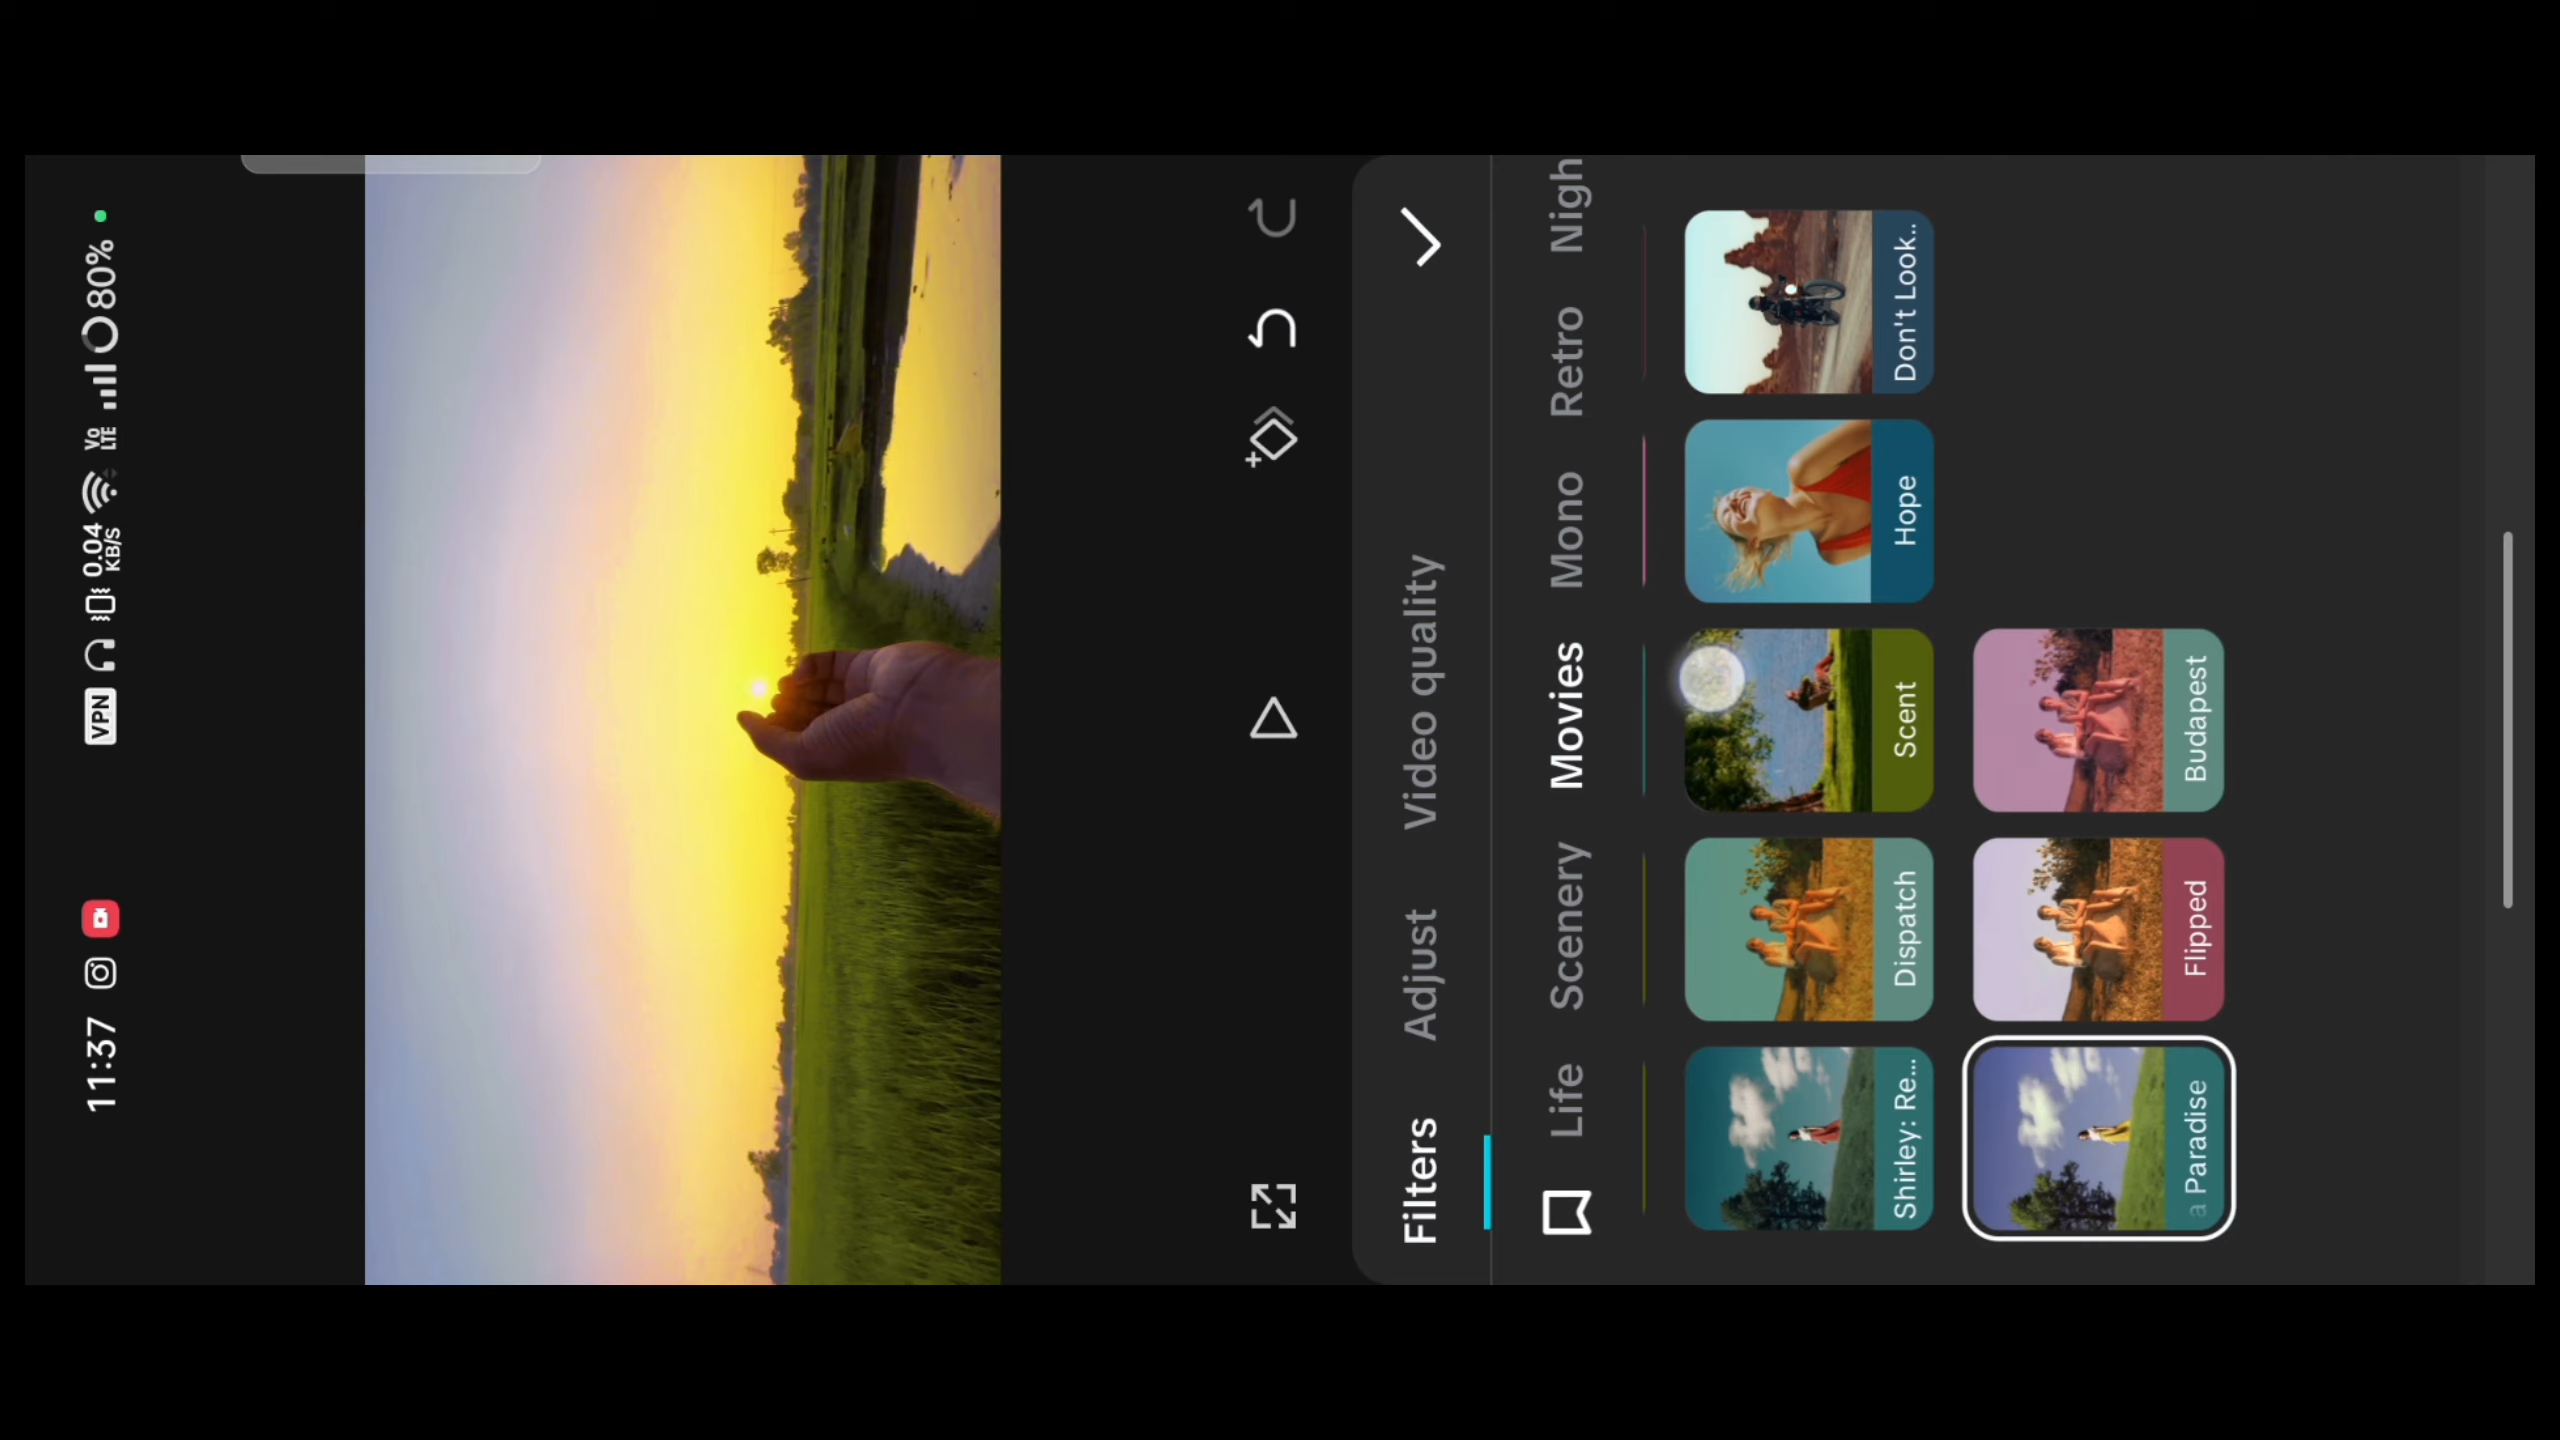 11:37 VPN 0.04 KB/S Vo LTE 80%
Filters Adjust Video quality
Life Scenery Movies Mono Retro Nigh
Shirley: Re... Dispatch Scent Hope Don't Look..
a Paradise Flipped Budapest